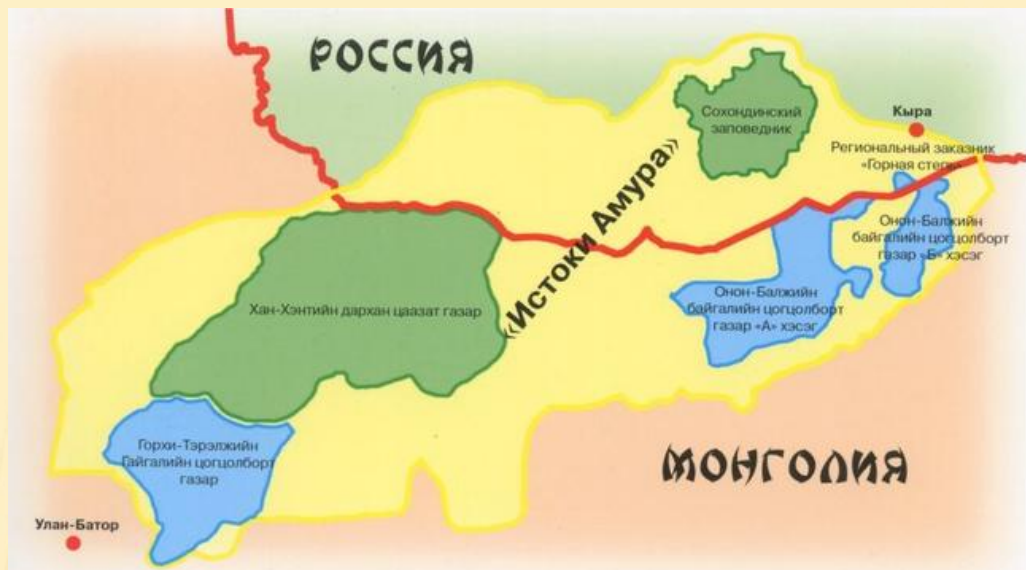 РОССИЯ
Сохондинский
заповедник
Кыра
Региональный заказник
«Горная степь»
«Истоки Амура»
Онон-Балжийн
байгалийн цогцолборт
газар «Б» хэсэг
Хан-Хэнтийн дархан цаазат газар
Онон-Балжийн
байгалийн цогцолборт
газар «А» хэсэг
Горхи-Тэрэлжийн
Гайгалийн цогцолборт
газар
МОНГОЛИЯ
Улан-Батор